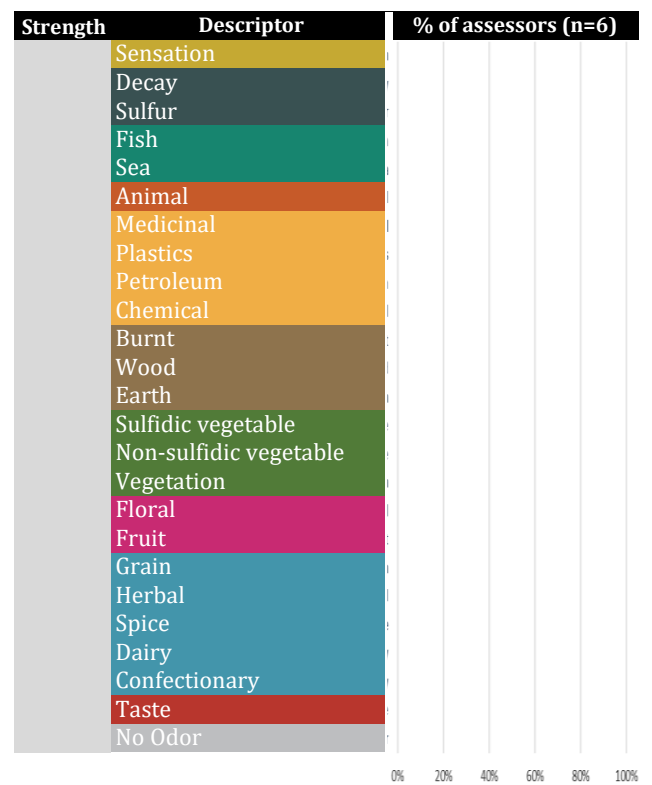 Strength Descriptor % of assessors (n=6)
Sensation
Decay
Sulfur
Fish
Sea
Animal
Medicinal
Plastics
Petroleum
Chemical
Burnt
Wood
Earth
Sulfidic vegetable
Non-sulfidic vegetable
Vegetation
Floral
Fruit
Grain
Herbal
Spice
Dairy
Confectionary
Taste
No Odor
0% 20% 40% 60% 80% 100%